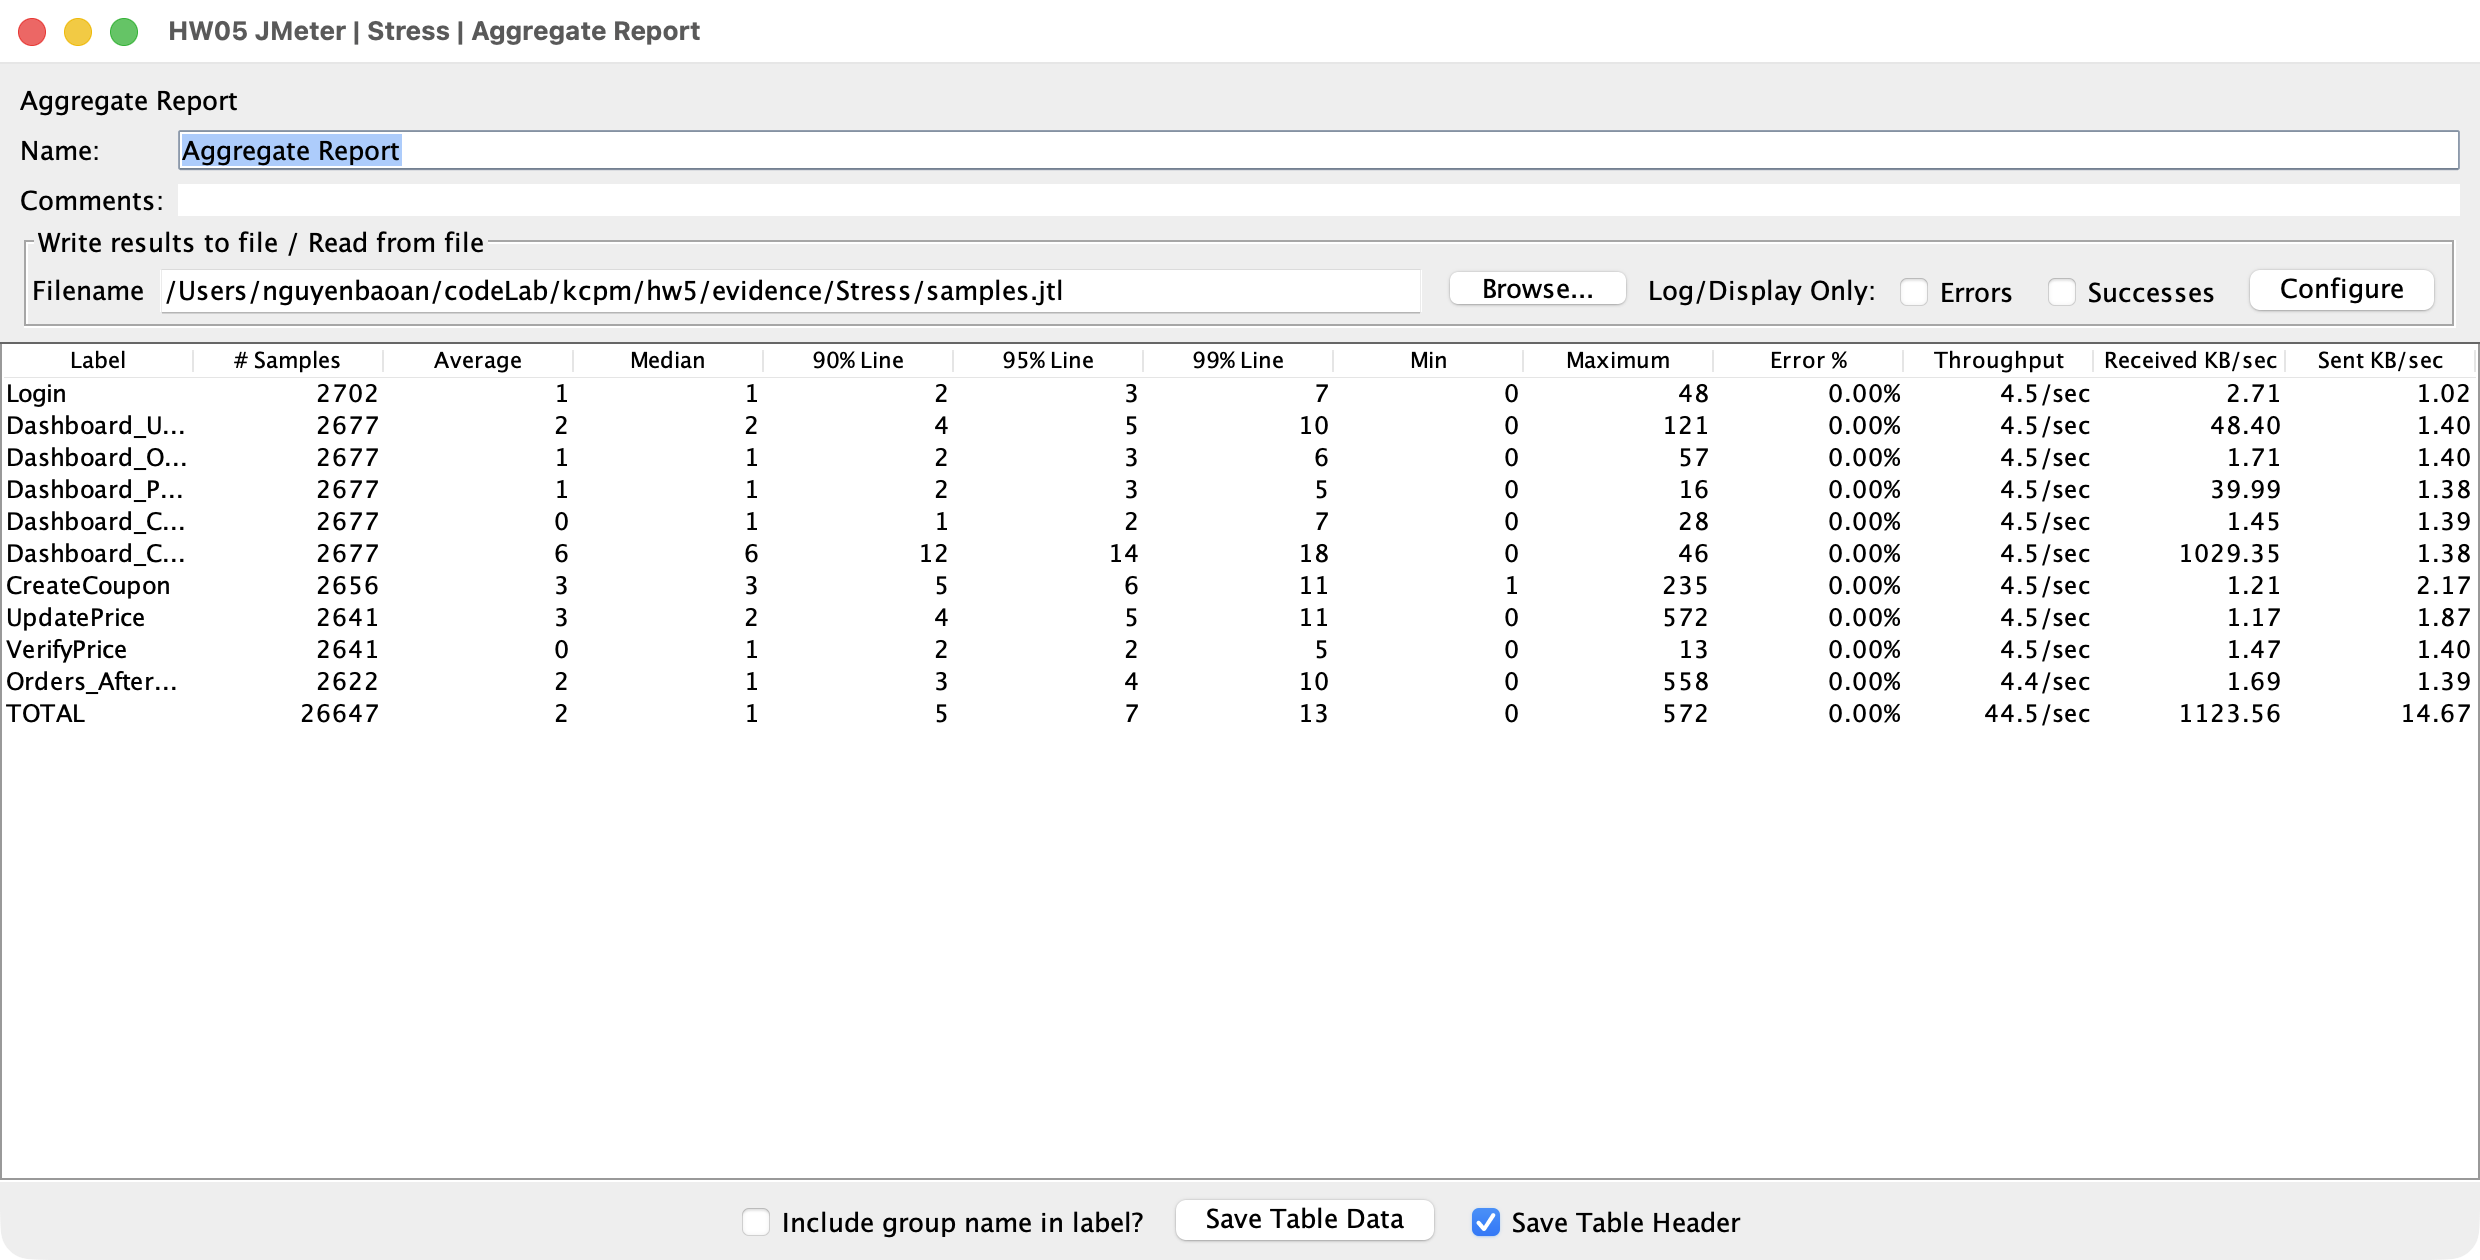 HW05 JMeter | Stress | Aggregate Report
Aggregate Report
Name: Aggregate Report
Comments:
Write results to file / Read from file
Filename /Users/nguyenbaoan/codeLab/kcpm/hw5/evidence/Stress/samples.jtl Browse... Log/Display Only: Errors Successes Configure
Label # Samples Average Median 90% Line 95% Line 99% Line Min Maximum Error % Throughput Received KB/sec Sent KB/sec
Login 2702 1 1 2 3 7 0 48 0.00% 4.5/sec 2.71 1.02
Dashboard_U... 2677 2 2 4 5 10 0 121 0.00% 4.5/sec 48.40 1.40
Dashboard_O... 2677 1 1 2 3 6 0 57 0.00% 4.5/sec 1.71 1.40
Dashboard_P... 2677 1 1 2 3 5 0 16 0.00% 4.5/sec 39.99 1.38
Dashboard_C... 2677 0 1 1 2 7 0 28 0.00% 4.5/sec 1.45 1.39
Dashboard_C... 2677 6 6 12 14 18 0 46 0.00% 4.5/sec 1029.35 1.38
CreateCoupon 2656 3 3 5 6 11 1 235 0.00% 4.5/sec 1.21 2.17
UpdatePrice 2641 3 2 4 5 11 0 572 0.00% 4.5/sec 1.17 1.87
VerifyPrice 2641 0 1 2 2 5 0 13 0.00% 4.5/sec 1.47 1.40
Orders_After... 2622 2 1 3 4 10 0 558 0.00% 4.4/sec 1.69 1.39
TOTAL 26647 2 1 5 7 13 0 572 0.00% 44.5/sec 1123.56 14.67
Include group name in label? Save Table Data Save Table Header